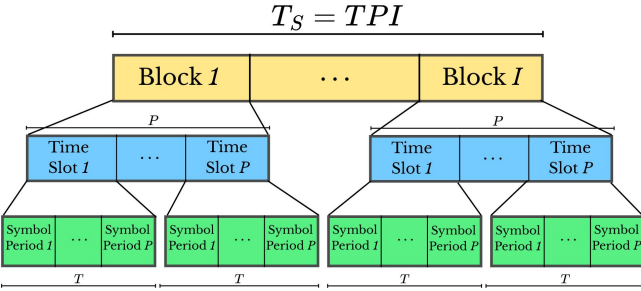 T_S = TPI
Block 1 ... Block I
P P
Time Slot 1 ... Time Slot P Time Slot 1 ... Time Slot P
Symbol Period 1 ... Symbol Period P Symbol Period 1 ... Symbol Period P Symbol Period 1 ... Symbol Period P Symbol Period 1 ... Symbol Period P
T T T T